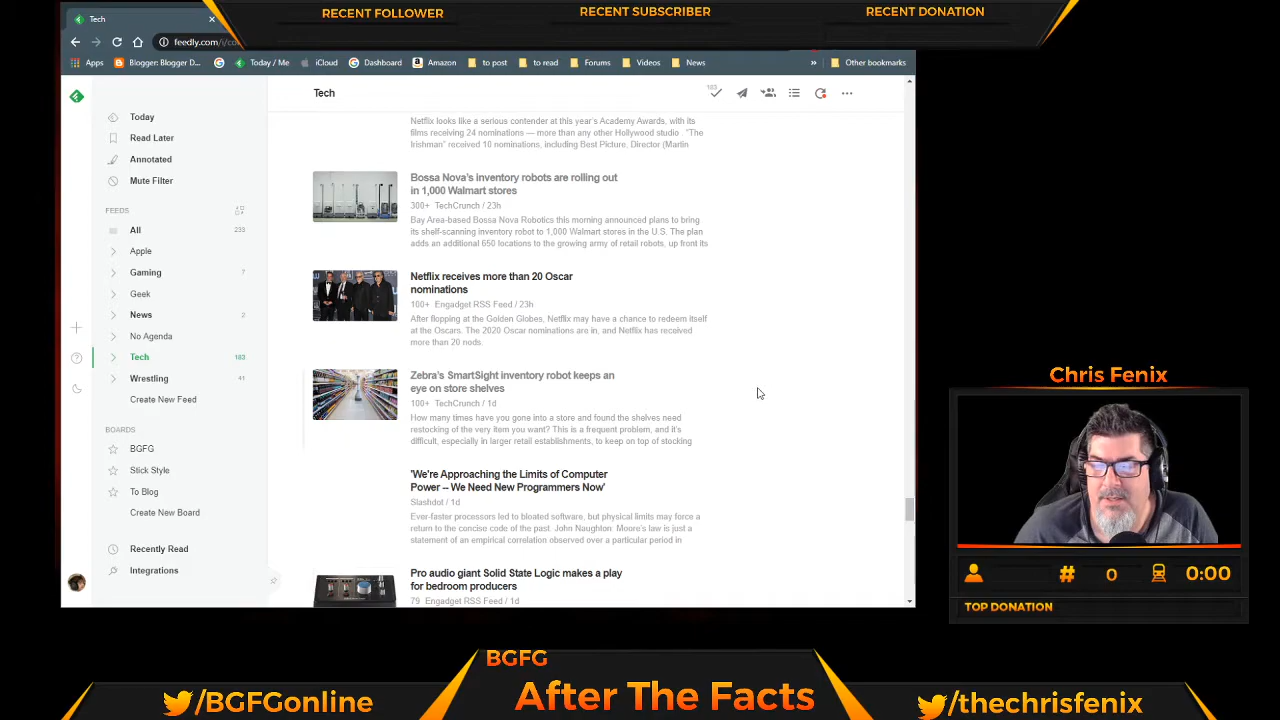 RECENT FOLLOWER
RECENT SUBSCRIBER
RECENT DONATION
Tech
feedly.com/i/co
Apps
Blogger: Blogger D...
Today / Me
iCloud
Dashboard
Amazon
to post
to read
Forums
Videos
News
»
Other bookmarks
Today
Read Later
Annotated
Mute Filter
FEEDS
All 233
Apple
Gaming 7
Geek
News 2
No Agenda
Tech 183
Wrestling 41
Create New Feed
BOARDS
BGFG
Stick Style
To Blog
Create New Board
Recently Read
Integrations
Tech
183
Netflix looks like a serious contender at this year's Academy Awards, with its
films receiving 24 nominations — more than any other Hollywood studio . "The
Irishman" received 10 nominations, including Best Picture, Director (Martin
Bossa Nova's inventory robots are rolling out
in 1,000 Walmart stores
300+ TechCrunch / 23h
Bay Area-based Bossa Nova Robotics this morning announced plans to bring
its shelf-scanning inventory robot to 1,000 Walmart stores in the U.S. The plan
adds an additional 650 locations to the growing army of retail robots, up front its
Netflix receives more than 20 Oscar
nominations
100+ Engadget RSS Feed / 23h
After flopping at the Golden Globes, Netflix may have a chance to redeem itself
at the Oscars. The 2020 Oscar nominations are in, and Netflix has received
more than 20 nods.
Zebra's SmartSight inventory robot keeps an
eye on store shelves
100+ TechCrunch / 1d
How many times have you gone into a store and found the shelves need
restocking of the very item you want? This is a frequent problem, and it's
difficult, especially in larger retail establishments, to keep on top of stocking
'We're Approaching the Limits of Computer
Power -- We Need New Programmers Now'
Slashdot / 1d
Ever-faster processors led to bloated software, but physical limits may force a
return to the concise code of the past. John Naughton: Moore's law is just a
statement of an empirical correlation observed over a particular period in
Pro audio giant Solid State Logic makes a play
for bedroom producers
79 Engadget RSS Feed / 1d
Chris Fenix
# 0
0:00
TOP DONATION
/BGFGonline
BGFG
After The Facts
/thechrisfenix